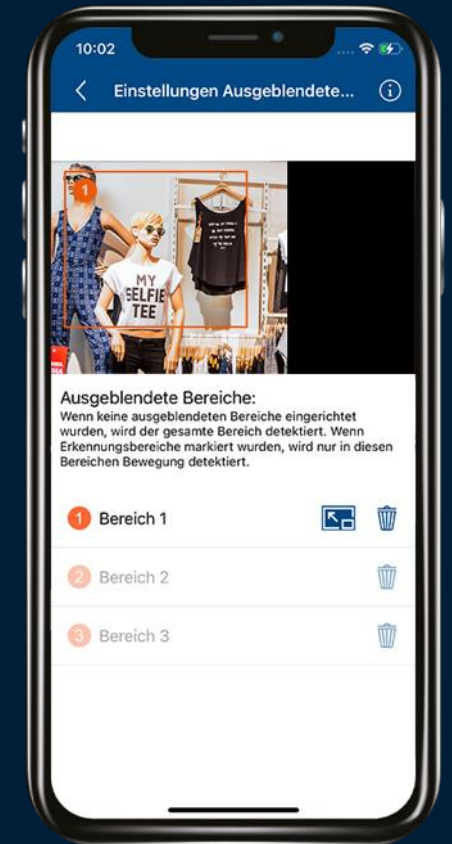 10:02
Einstellungen Ausgeblendete...
1
MY
SELFIE
TEE
Ausgeblendete Bereiche:
Wenn keine ausgeblendeten Bereiche eingerichtet
wurden, wird der gesamte Bereich detektiert. Wenn
Erkennungsbereiche markiert wurden, wird nur in diesen
Bereichen Bewegung detektiert.
1 Bereich 1
2 Bereich 2
3 Bereich 3